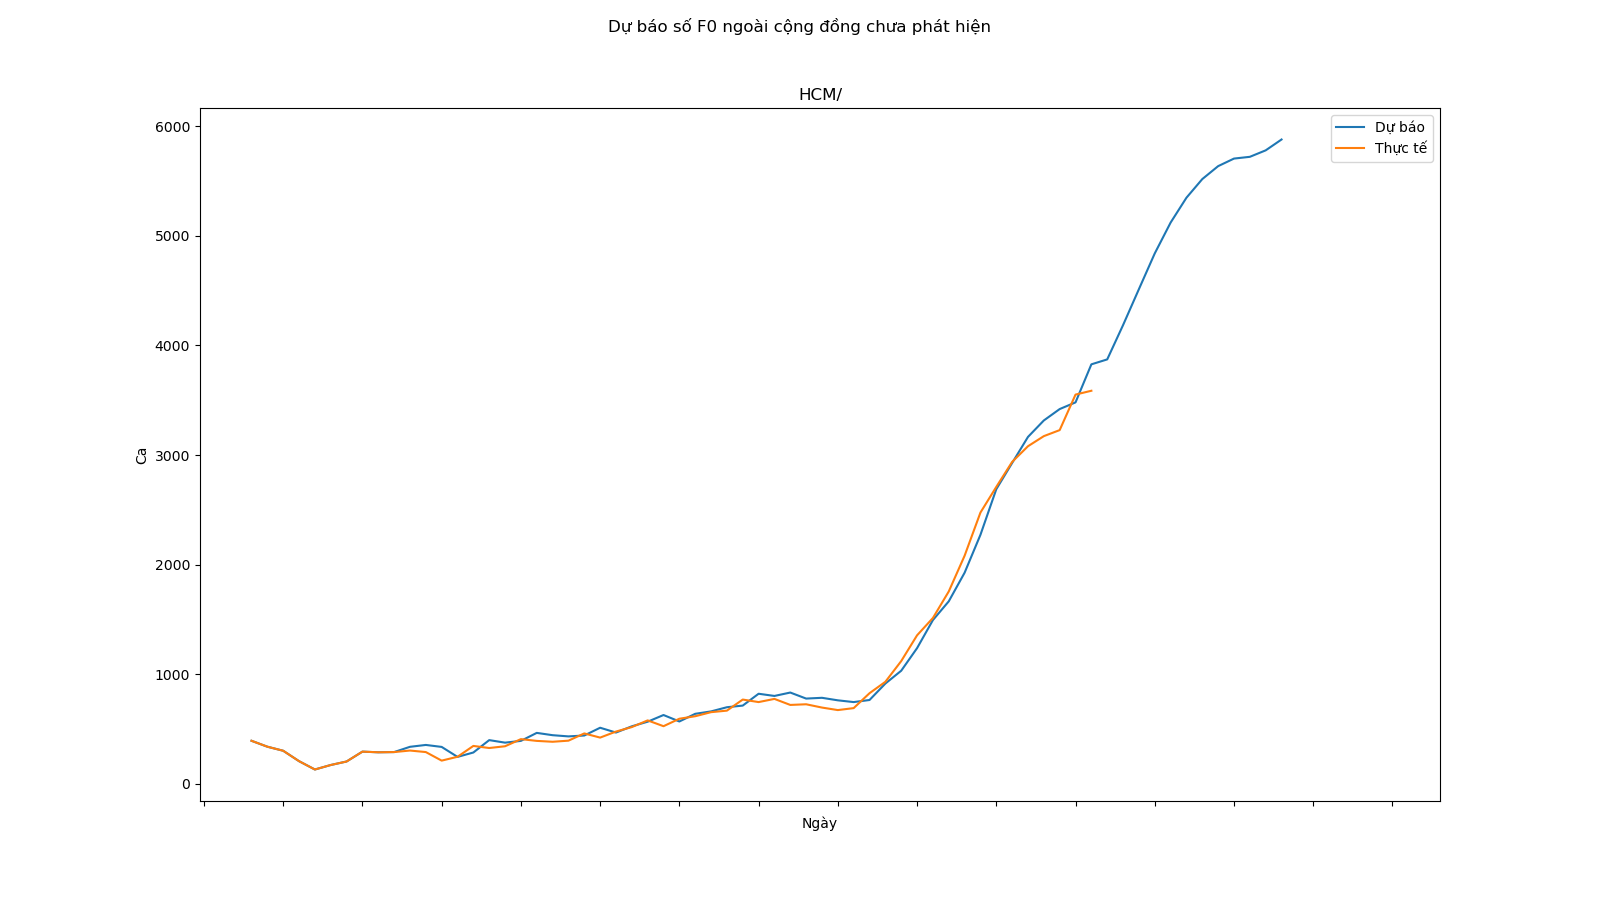 Dự báo số F0 ngoài cộng đồng chưa phát hiện
HCM/
Dự báo
Thực tế
6000
5000
4000
3000
2000
1000
0
Ca
Ngày